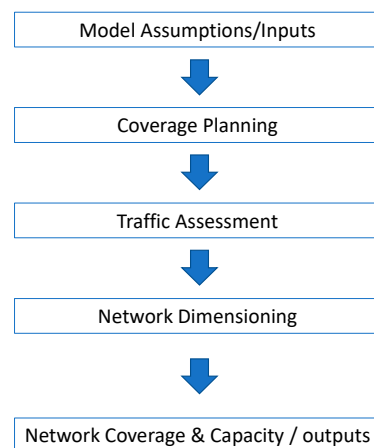 Model Assumptions/Inputs
Coverage Planning
Traffic Assessment
Network Dimensioning
Network Coverage & Capacity / outputs